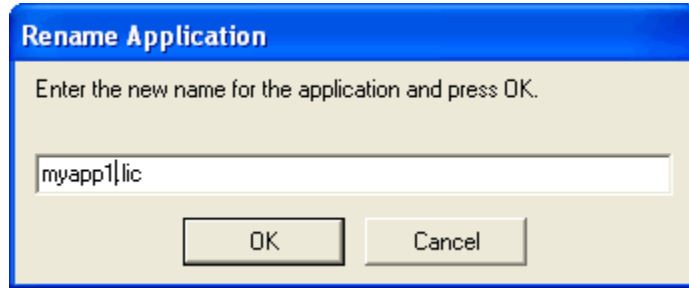 Rename Application
Enter the new name for the application and press OK.
myapp1.lic
OK
Cancel